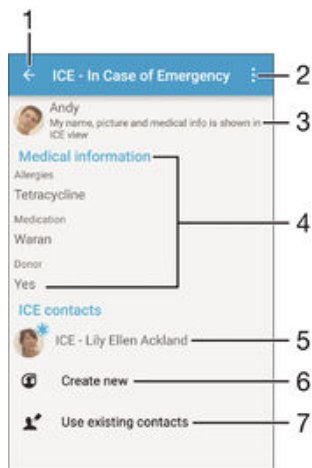 1
ICE - In Case of Emergency
2
Andy
My name, picture and medical info is shown in
ICE view
3
Medical information
Allergies
Tetracycline
Medication
Waran
4
Donor
Yes
ICE contacts
ICE - Lily Ellen Ackland
5
Create new
6
Use existing contacts
7